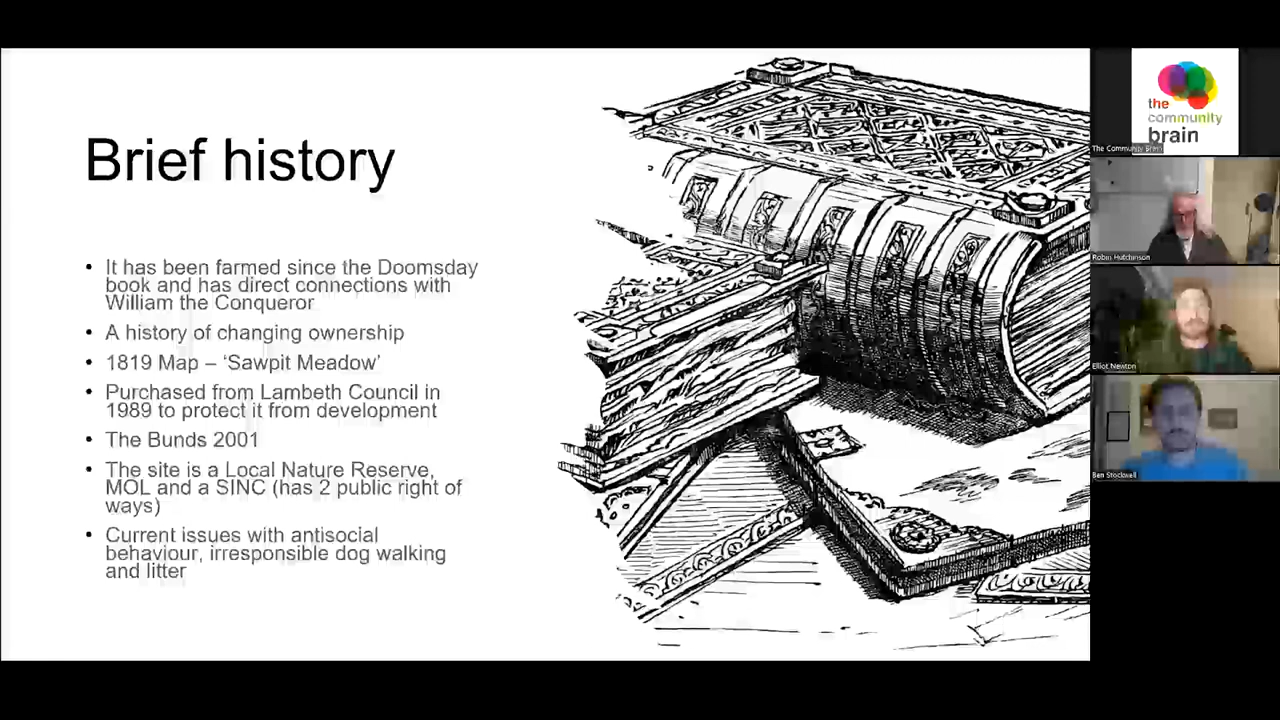 Brief history
• It has been farmed since the Doomsday
book and has direct connections with
William the Conqueror
• A history of changing ownership
• 1819 Map – ‘Sawpit Meadow’
• Purchased from Lambeth Council in
1989 to protect it from development
• The Bunds 2001
• The site is a Local Nature Reserve,
MOL and a SINC (has 2 public right of
ways)
• Current issues with antisocial
behaviour, irresponsible dog walking
and litter
the
community
brain
The Community Brain
Robin Hutchinson
Elliot Newton
Ben Stockwell